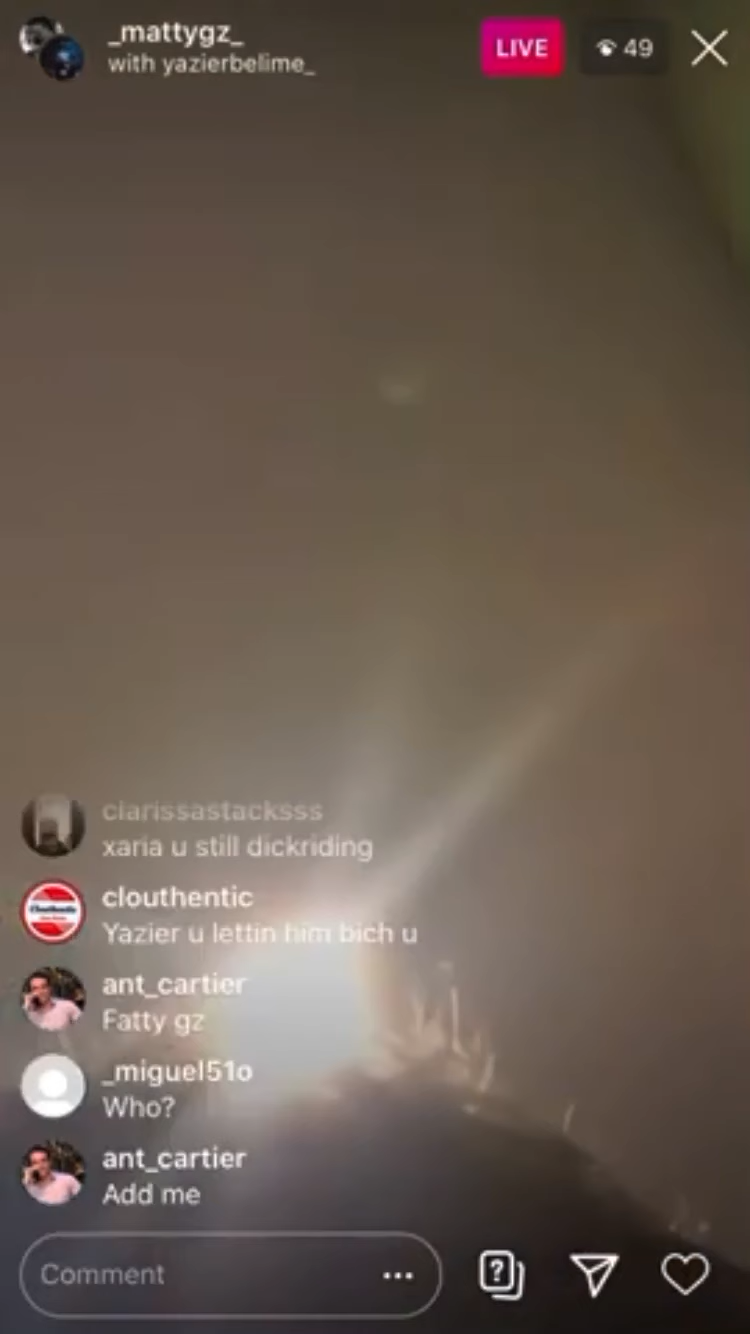 _mattygz_
with yazierbelime_
LIVE
49
ciarissastacksss
xaria u still dickriding
clouthentic
Yazier u lettin him bich u
ant_cartier
Fatty gz
_miguel51o
Who?
ant_cartier
Add me
Comment